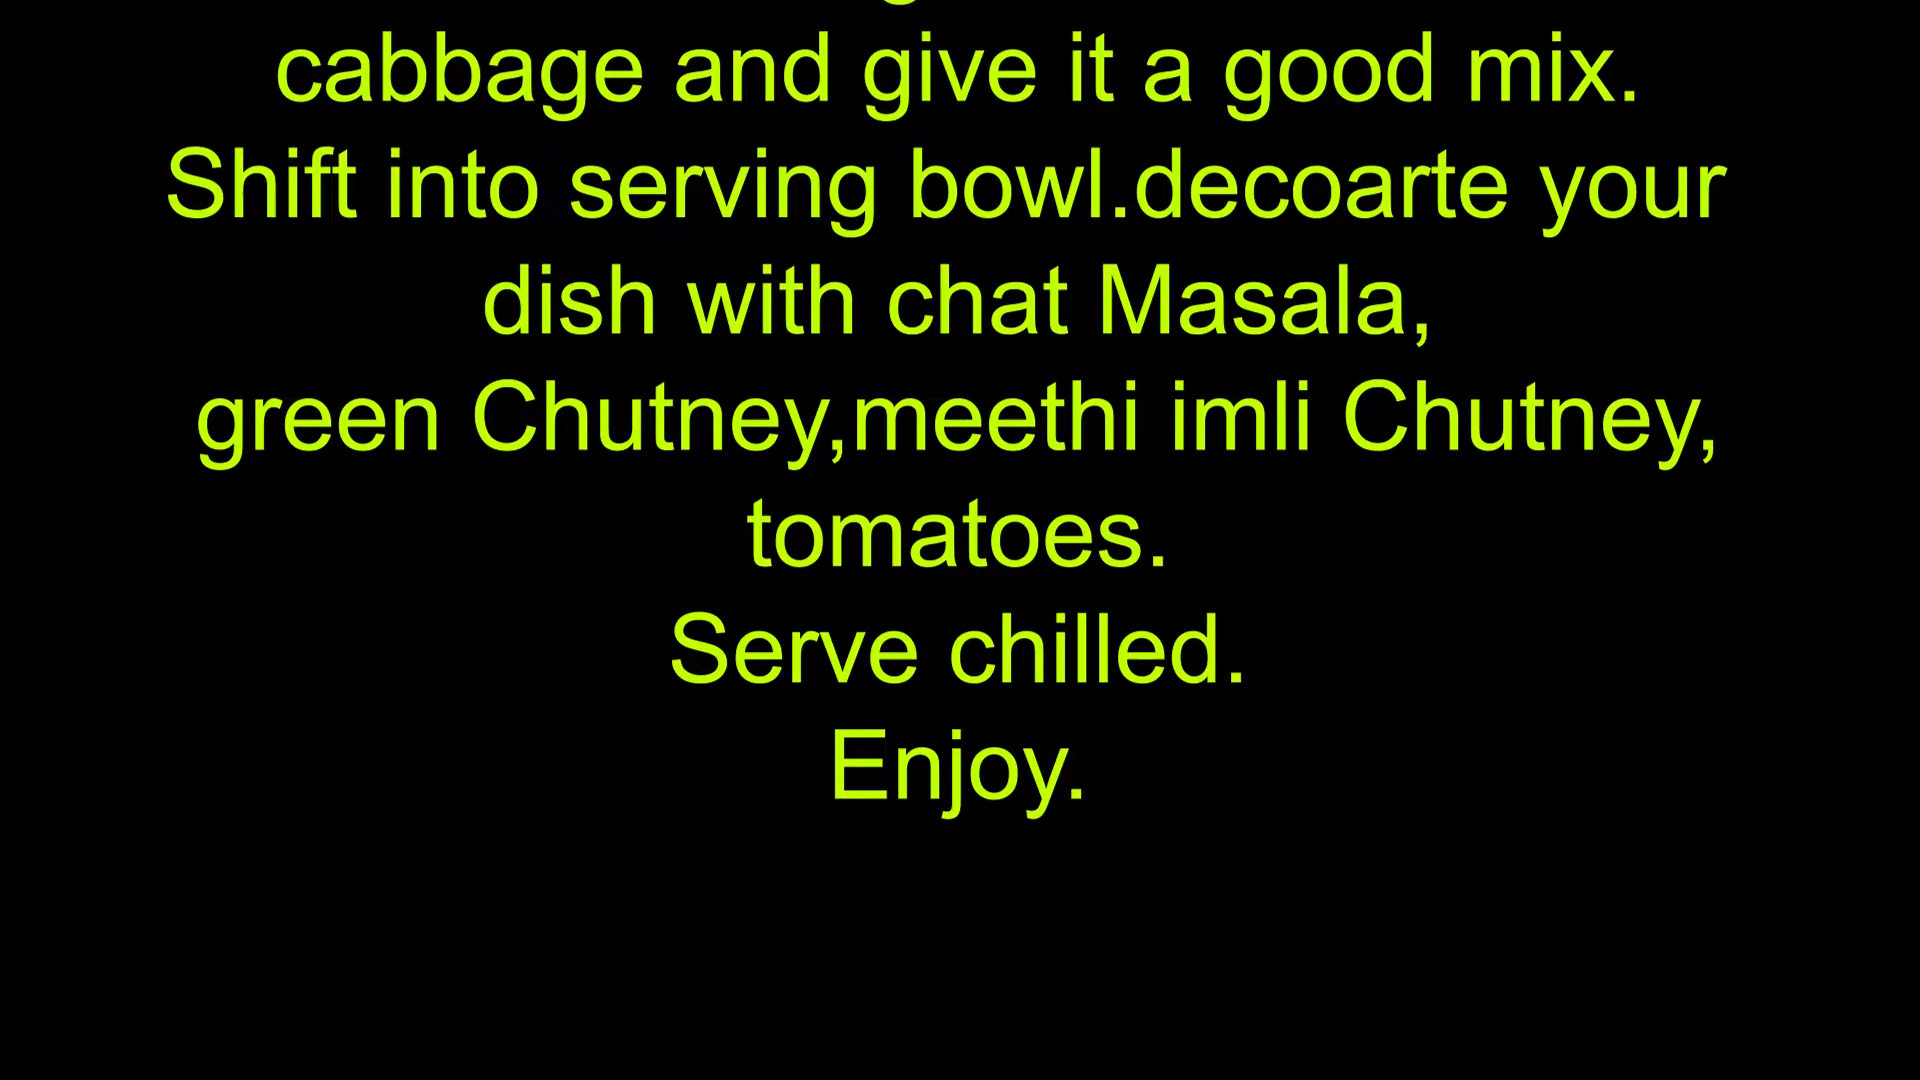 cabbage and give it a good mix.
Shift into serving bowl.decoarte your
dish with chat Masala,
green Chutney,meethi imli Chutney,
tomatoes.
Serve chilled.
Enjoy.